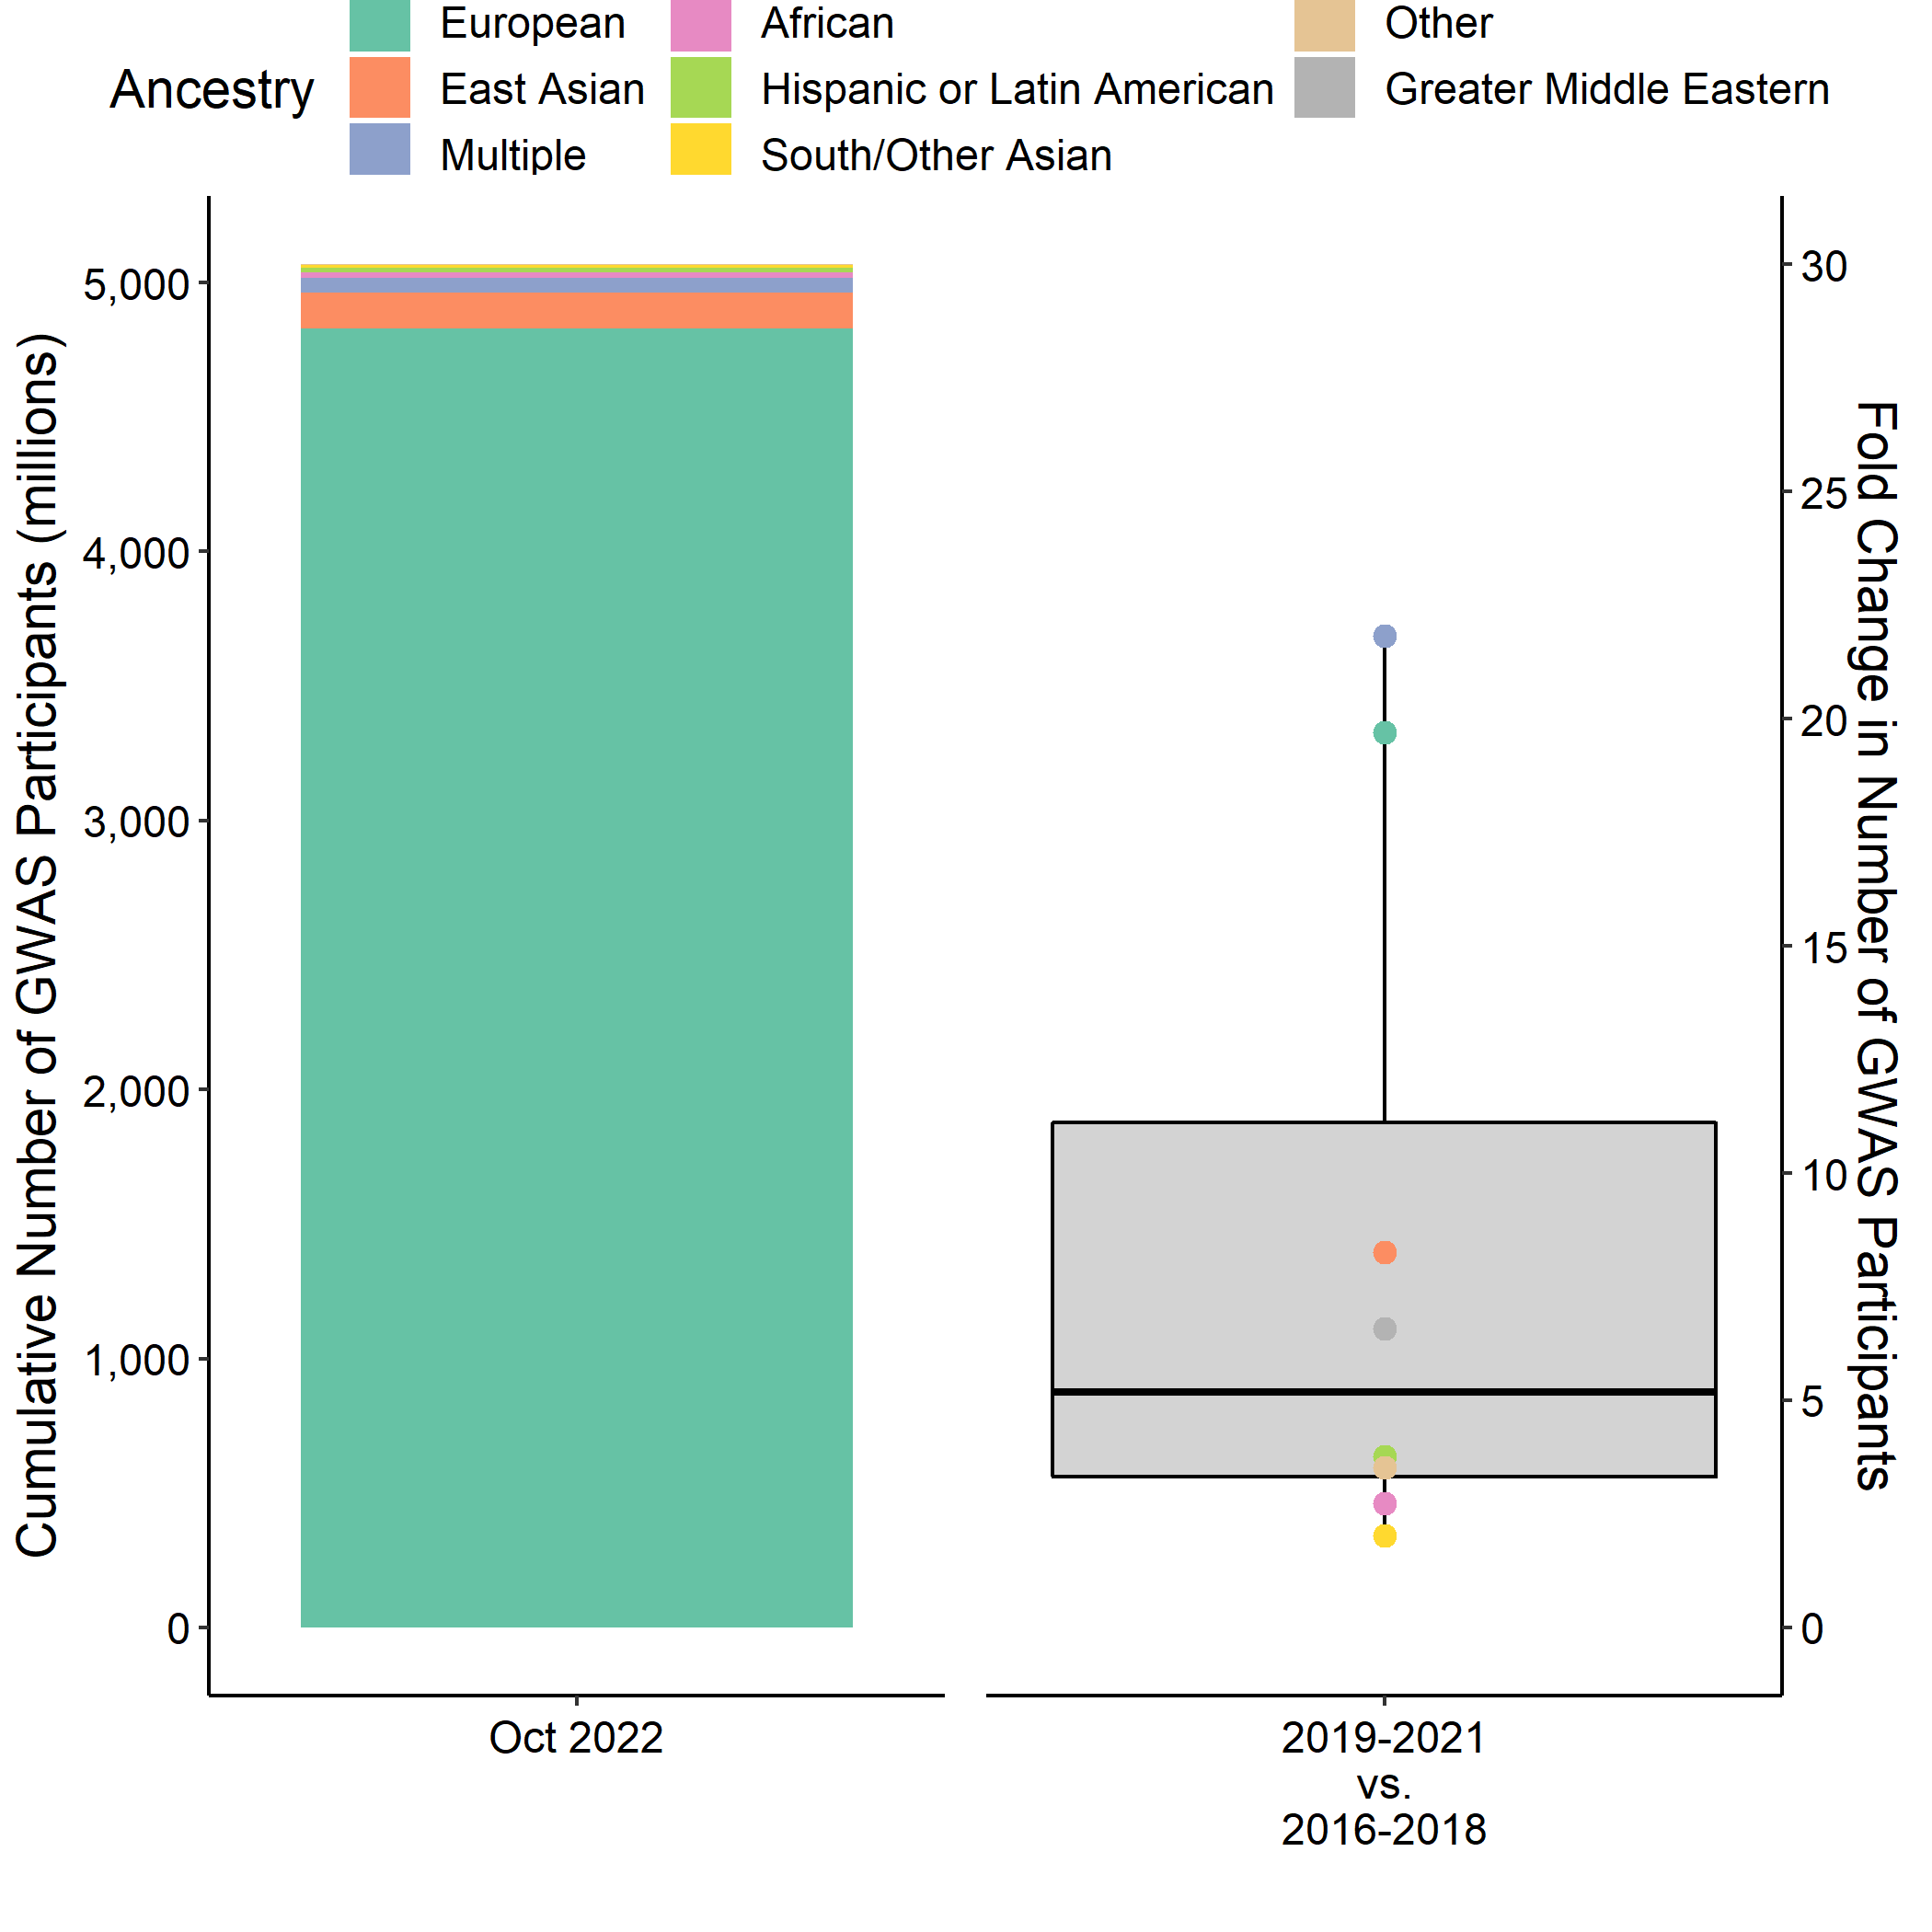 Ancestry
European
East Asian
Multiple
African
Hispanic or Latin American
South/Other Asian
Other
Greater Middle Eastern
Cumulative Number of GWAS Participants (millions)
5,000
4,000
3,000
2,000
1,000
0
Oct 2022
30
25
20
15
10
5
0
Fold Change in Number of GWAS Participants
2019-2021
vs.
2016-2018